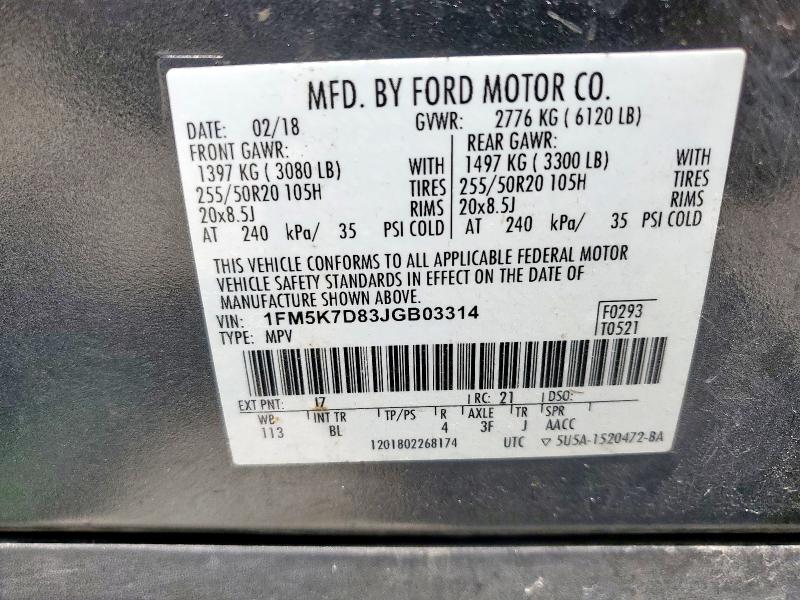 MFD. BY FORD MOTOR CO.
DATE: 02/18 GVWR: 2776 KG ( 6120 LB)
FRONT GAWR: REAR GAWR:
1397 KG ( 3080 LB) WITH 1497 KG ( 3300 LB) WITH
255/50R20 105H TIRES 255/50R20 105H TIRES
20x8.5J RIMS 20x8.5J RIMS
AT 240 kPa/ 35 PSI COLD AT 240 kPa/ 35 PSI COLD
THIS VEHICLE CONFORMS TO ALL APPLICABLE FEDERAL MOTOR
VEHICLE SAFETY STANDARDS IN EFFECT ON THE DATE OF
MANUFACTURE SHOWN ABOVE.
VIN: 1FM5K7D83JGB03314 F0293
TYPE: MPV T0521
EXT PNT: RC: 21 DSO:
WB INT TR TP/PS R AXLE TR SPR
113 BL 4 3F J AACC
1201802268174 UTC ▽ 5U5A-1520472-BA